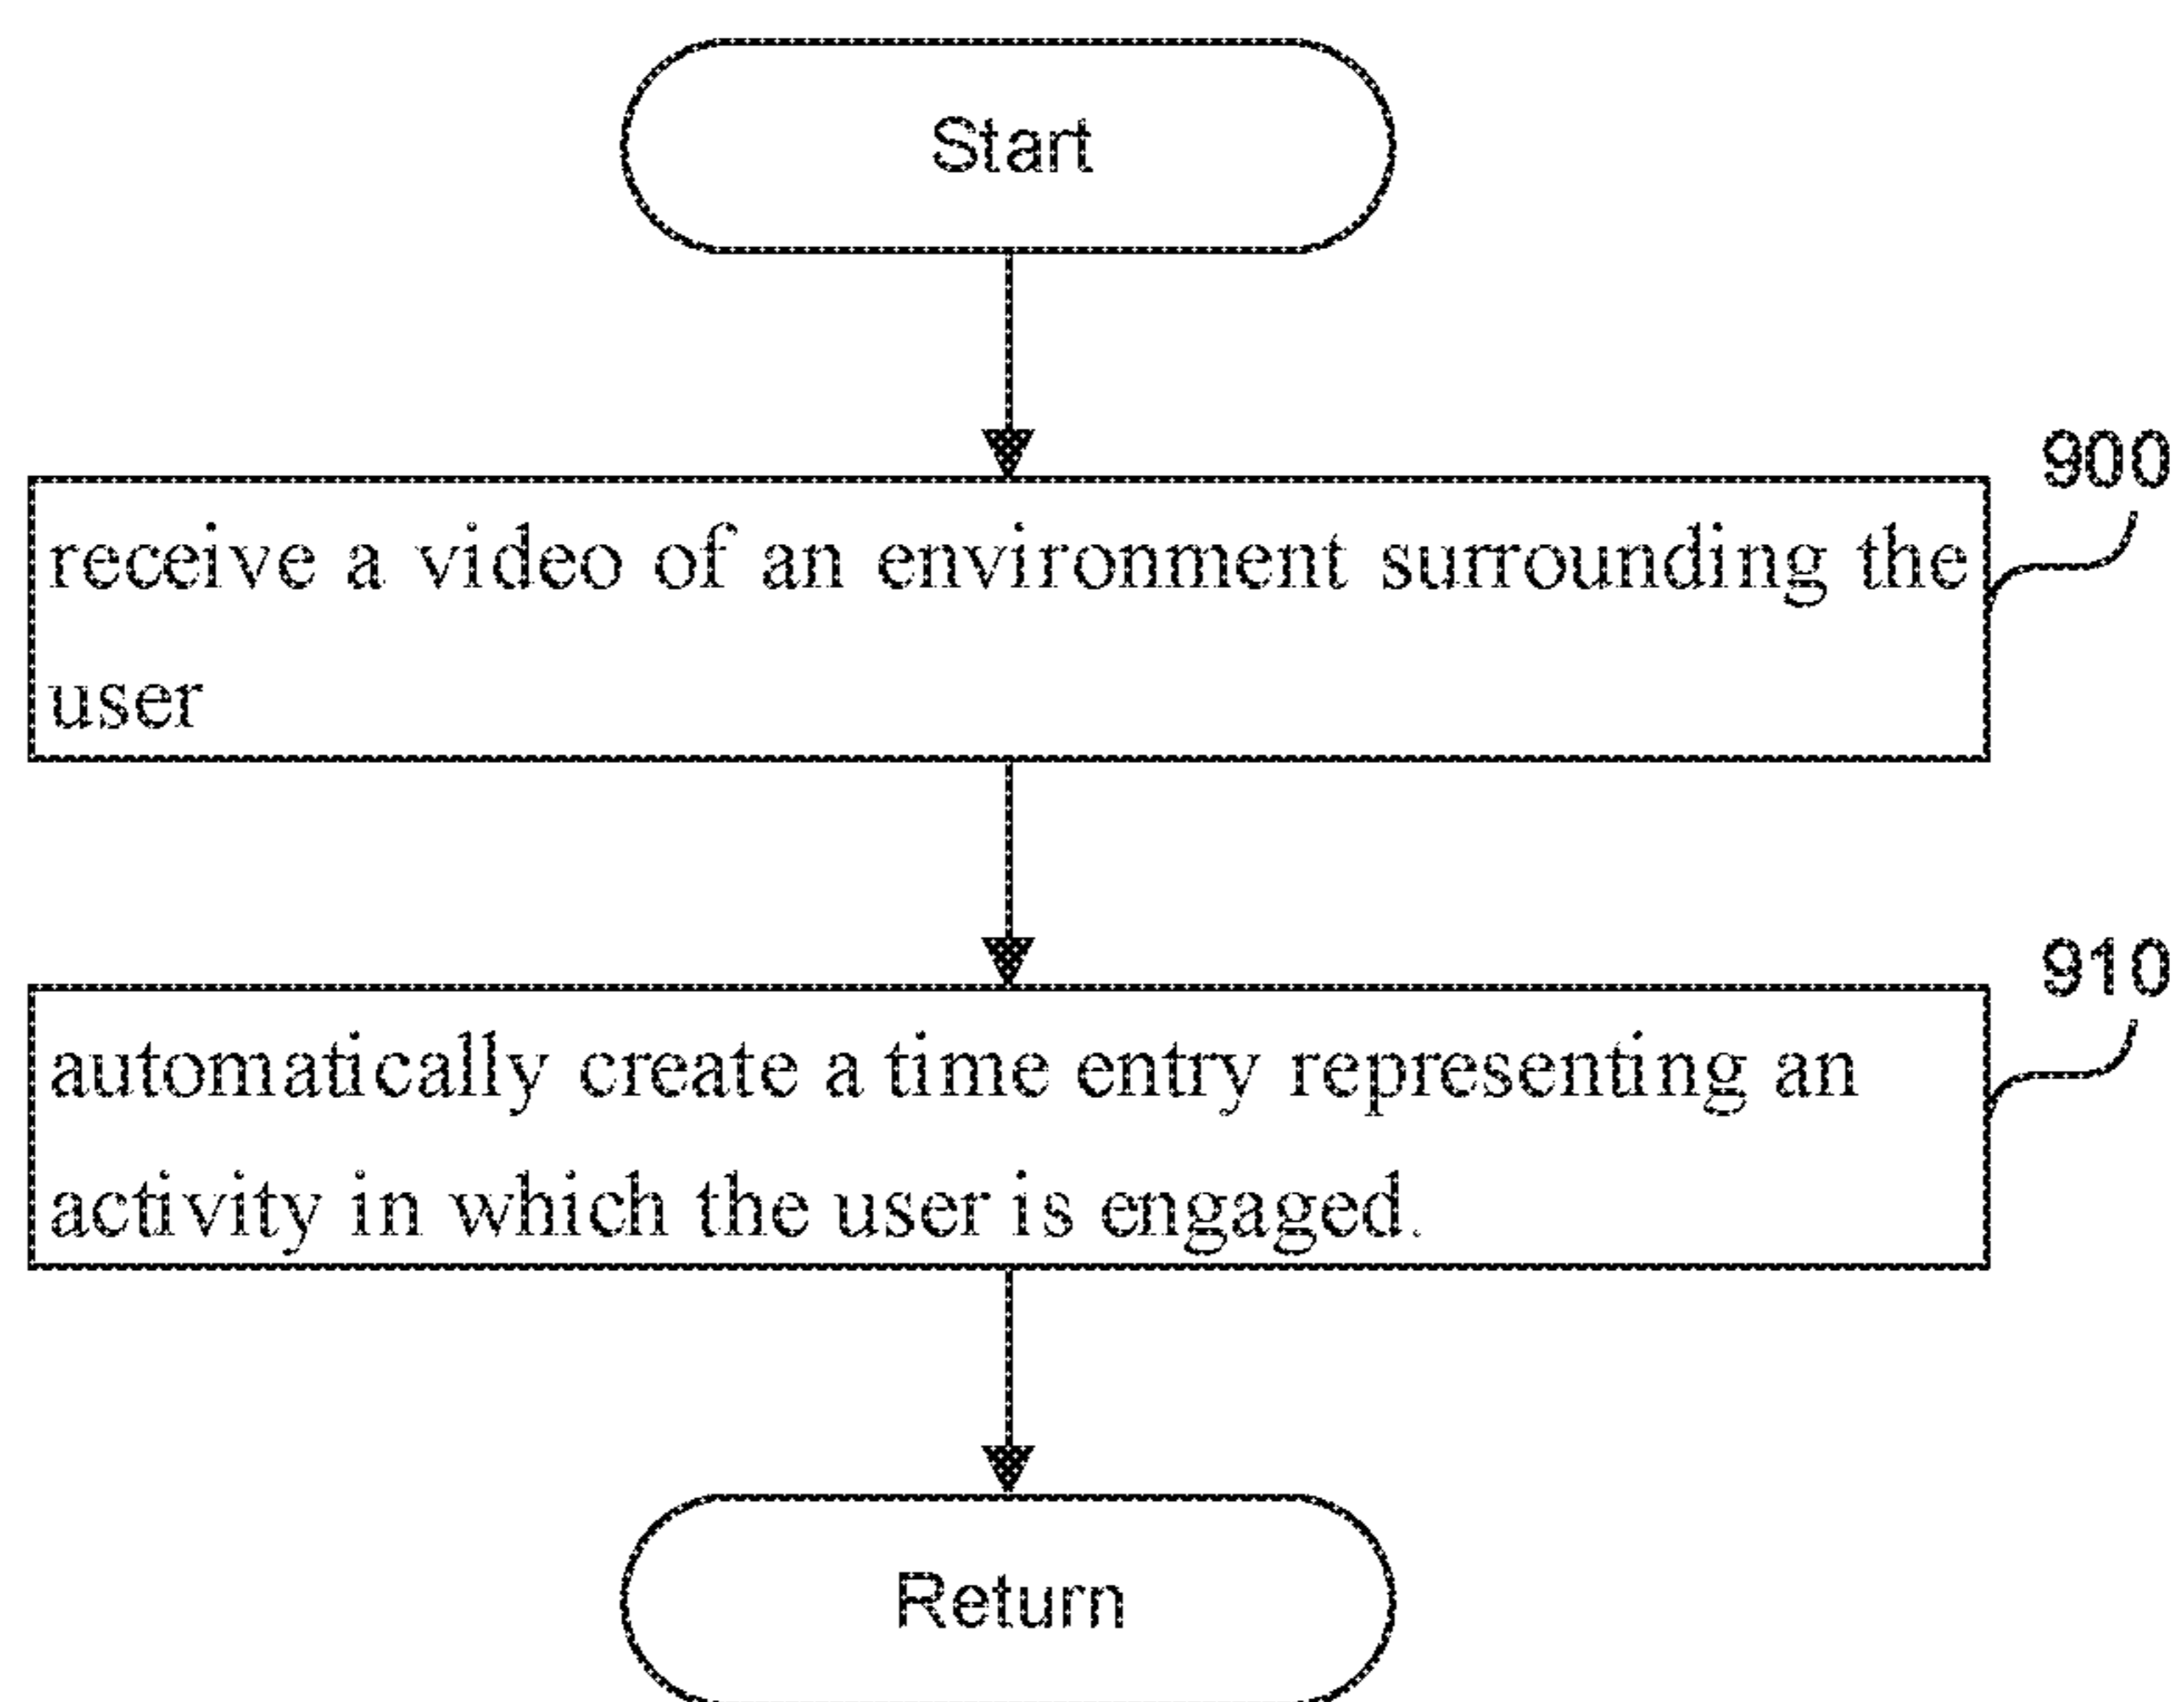 Start
900
receive a video of an environment surrounding the
user
910
automatically create a time entry representing an
activity in which the user is engaged.
Return